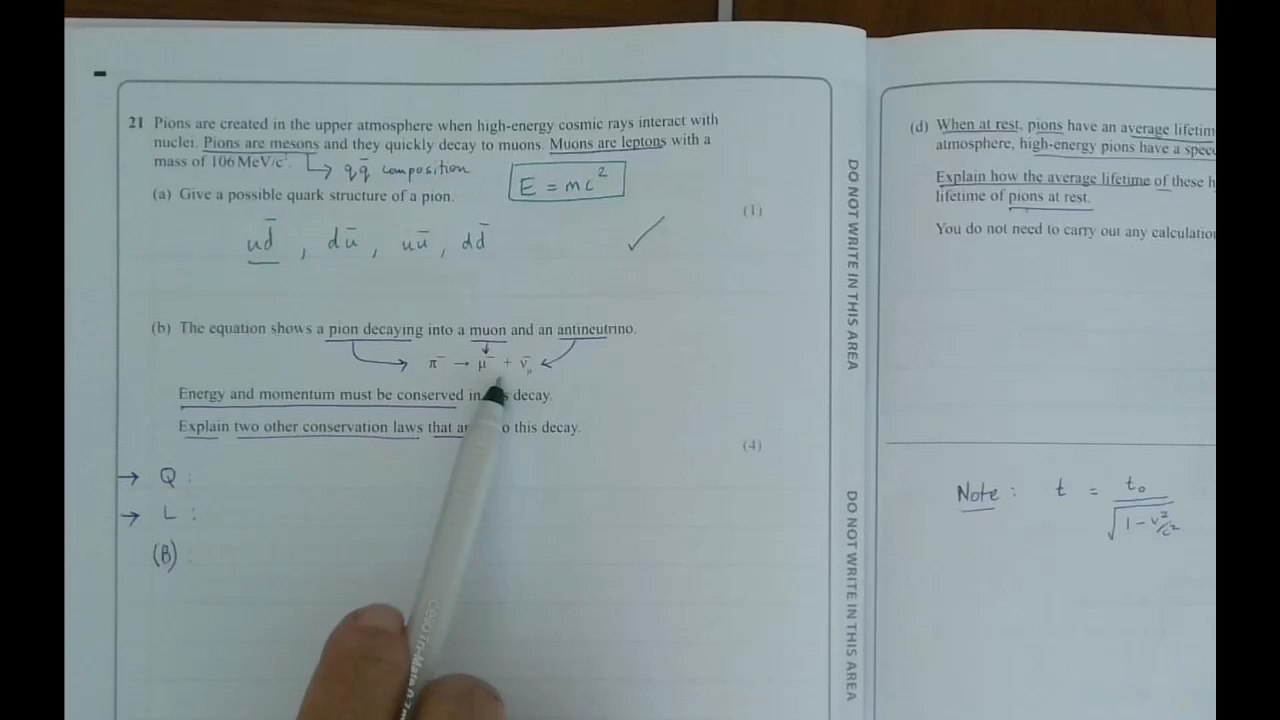 21 Pions are created in the upper atmosphere when high-energy cosmic rays interact with
nuclei. Pions are mesons and they quickly decay to muons. Muons are leptons with a
mass of 106 MeV/c².
→ qq̄ composition
E = mc²
(a) Give a possible quark structure of a pion.
(1)
ud̄ , dū , uū , dd̄
(b) The equation shows a pion decaying into a muon and an antineutrino.
π⁻ → μ⁻ + ν̄μ
Energy and momentum must be conserved in decay.
Explain two other conservation laws that this decay.
(4)
→ Q :
→ L :
(B) :
DO NOT WRITE IN THIS AREA
DO NOT WRITE IN THIS AREA
(d) When at rest, pions have an average lifetim
atmosphere, high-energy pions have a spee
Explain how the average lifetime of these h
lifetime of pions at rest.
You do not need to carry out any calculation
Note : t = t₀ / √(1 – v²/c²)